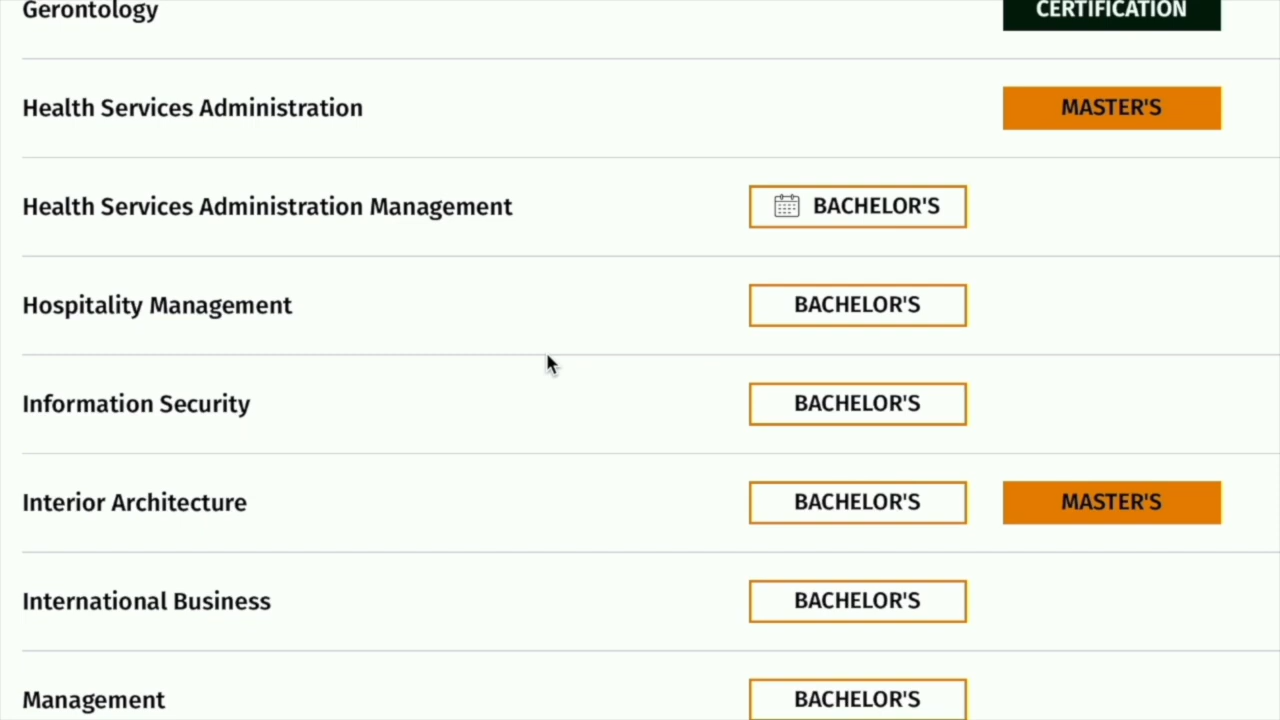 Gerontology CERTIFICATION
Health Services Administration MASTER'S
Health Services Administration Management BACHELOR'S
Hospitality Management BACHELOR'S
Information Security BACHELOR'S
Interior Architecture BACHELOR'S MASTER'S
International Business BACHELOR'S
Management BACHELOR'S